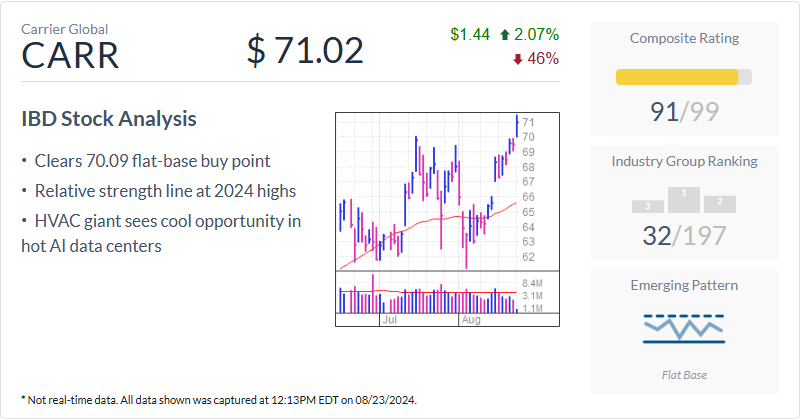 Carrier Global
CARR
$ 71.02
$1.44 2.07%
46%
IBD Stock Analysis
• Clears 70.09 flat-base buy point
• Relative strength line at 2024 highs
• HVAC giant sees cool opportunity in
hot AI data centers
71
70
69
68
67
66
65
64
63
62
8.4M
3.1M
1.1M
Jul Aug
Composite Rating
91/99
Industry Group Ranking
3 1 2
32/197
Emerging Pattern
Flat Base
* Not real-time data. All data shown was captured at 12:13PM EDT on 08/23/2024.